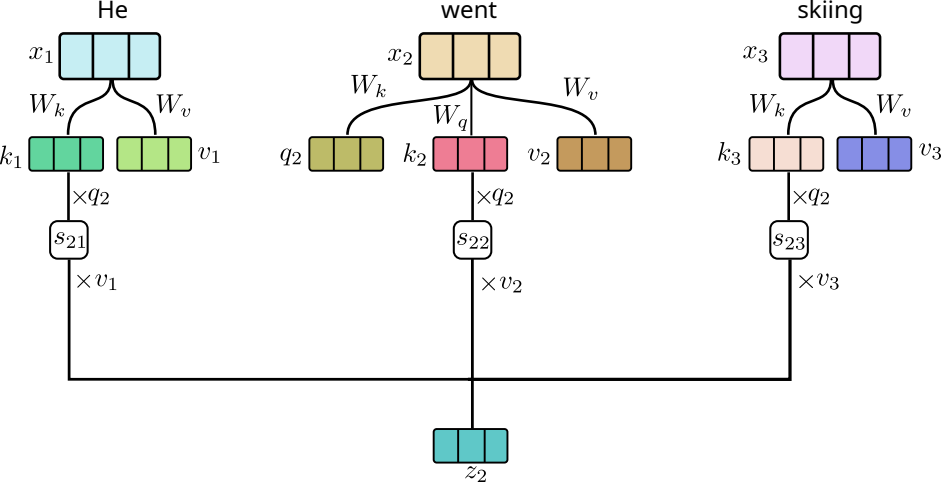 He went skiing
x₁ x₂ x₃
Wₖ Wᵥ Wₖ W_q Wᵥ Wₖ Wᵥ
k₁ v₁ q₂ k₂ v₂ k₃ v₃
×q₂ ×q₂ ×q₂
s₂₁ s₂₂ s₂₃
×v₁ ×v₂ ×v₃
z₂